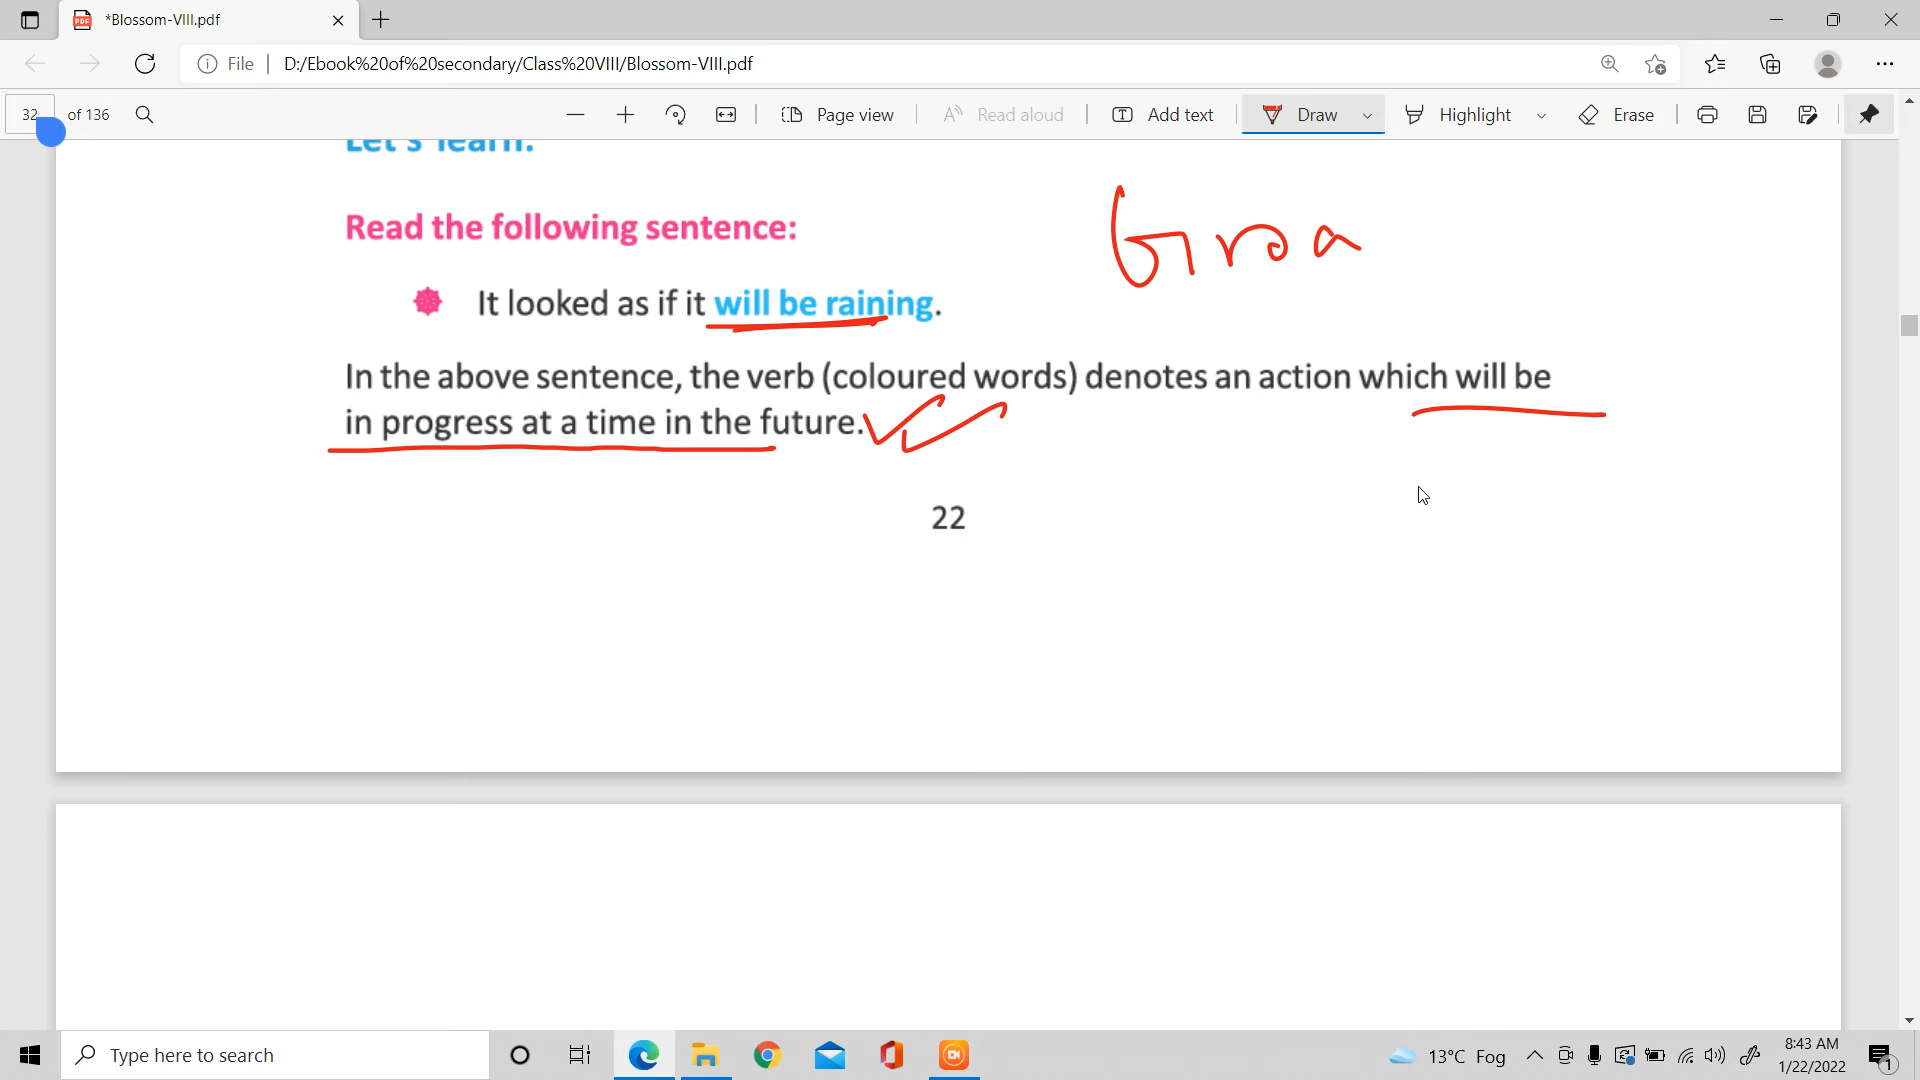 *Blossom-VIII.pdf
File D:/Ebook%20of%20secondary/Class%20VIII/Blossom-VIII.pdf
32 of 136 Page view Read aloud Add text Draw Highlight Erase
Let's learn:
Read the following sentence:
It looked as if it will be raining.
In the above sentence, the verb (coloured words) denotes an action which will be
in progress at a time in the future.
22
Type here to search 13°C Fog 8:43 AM
1/22/2022 1